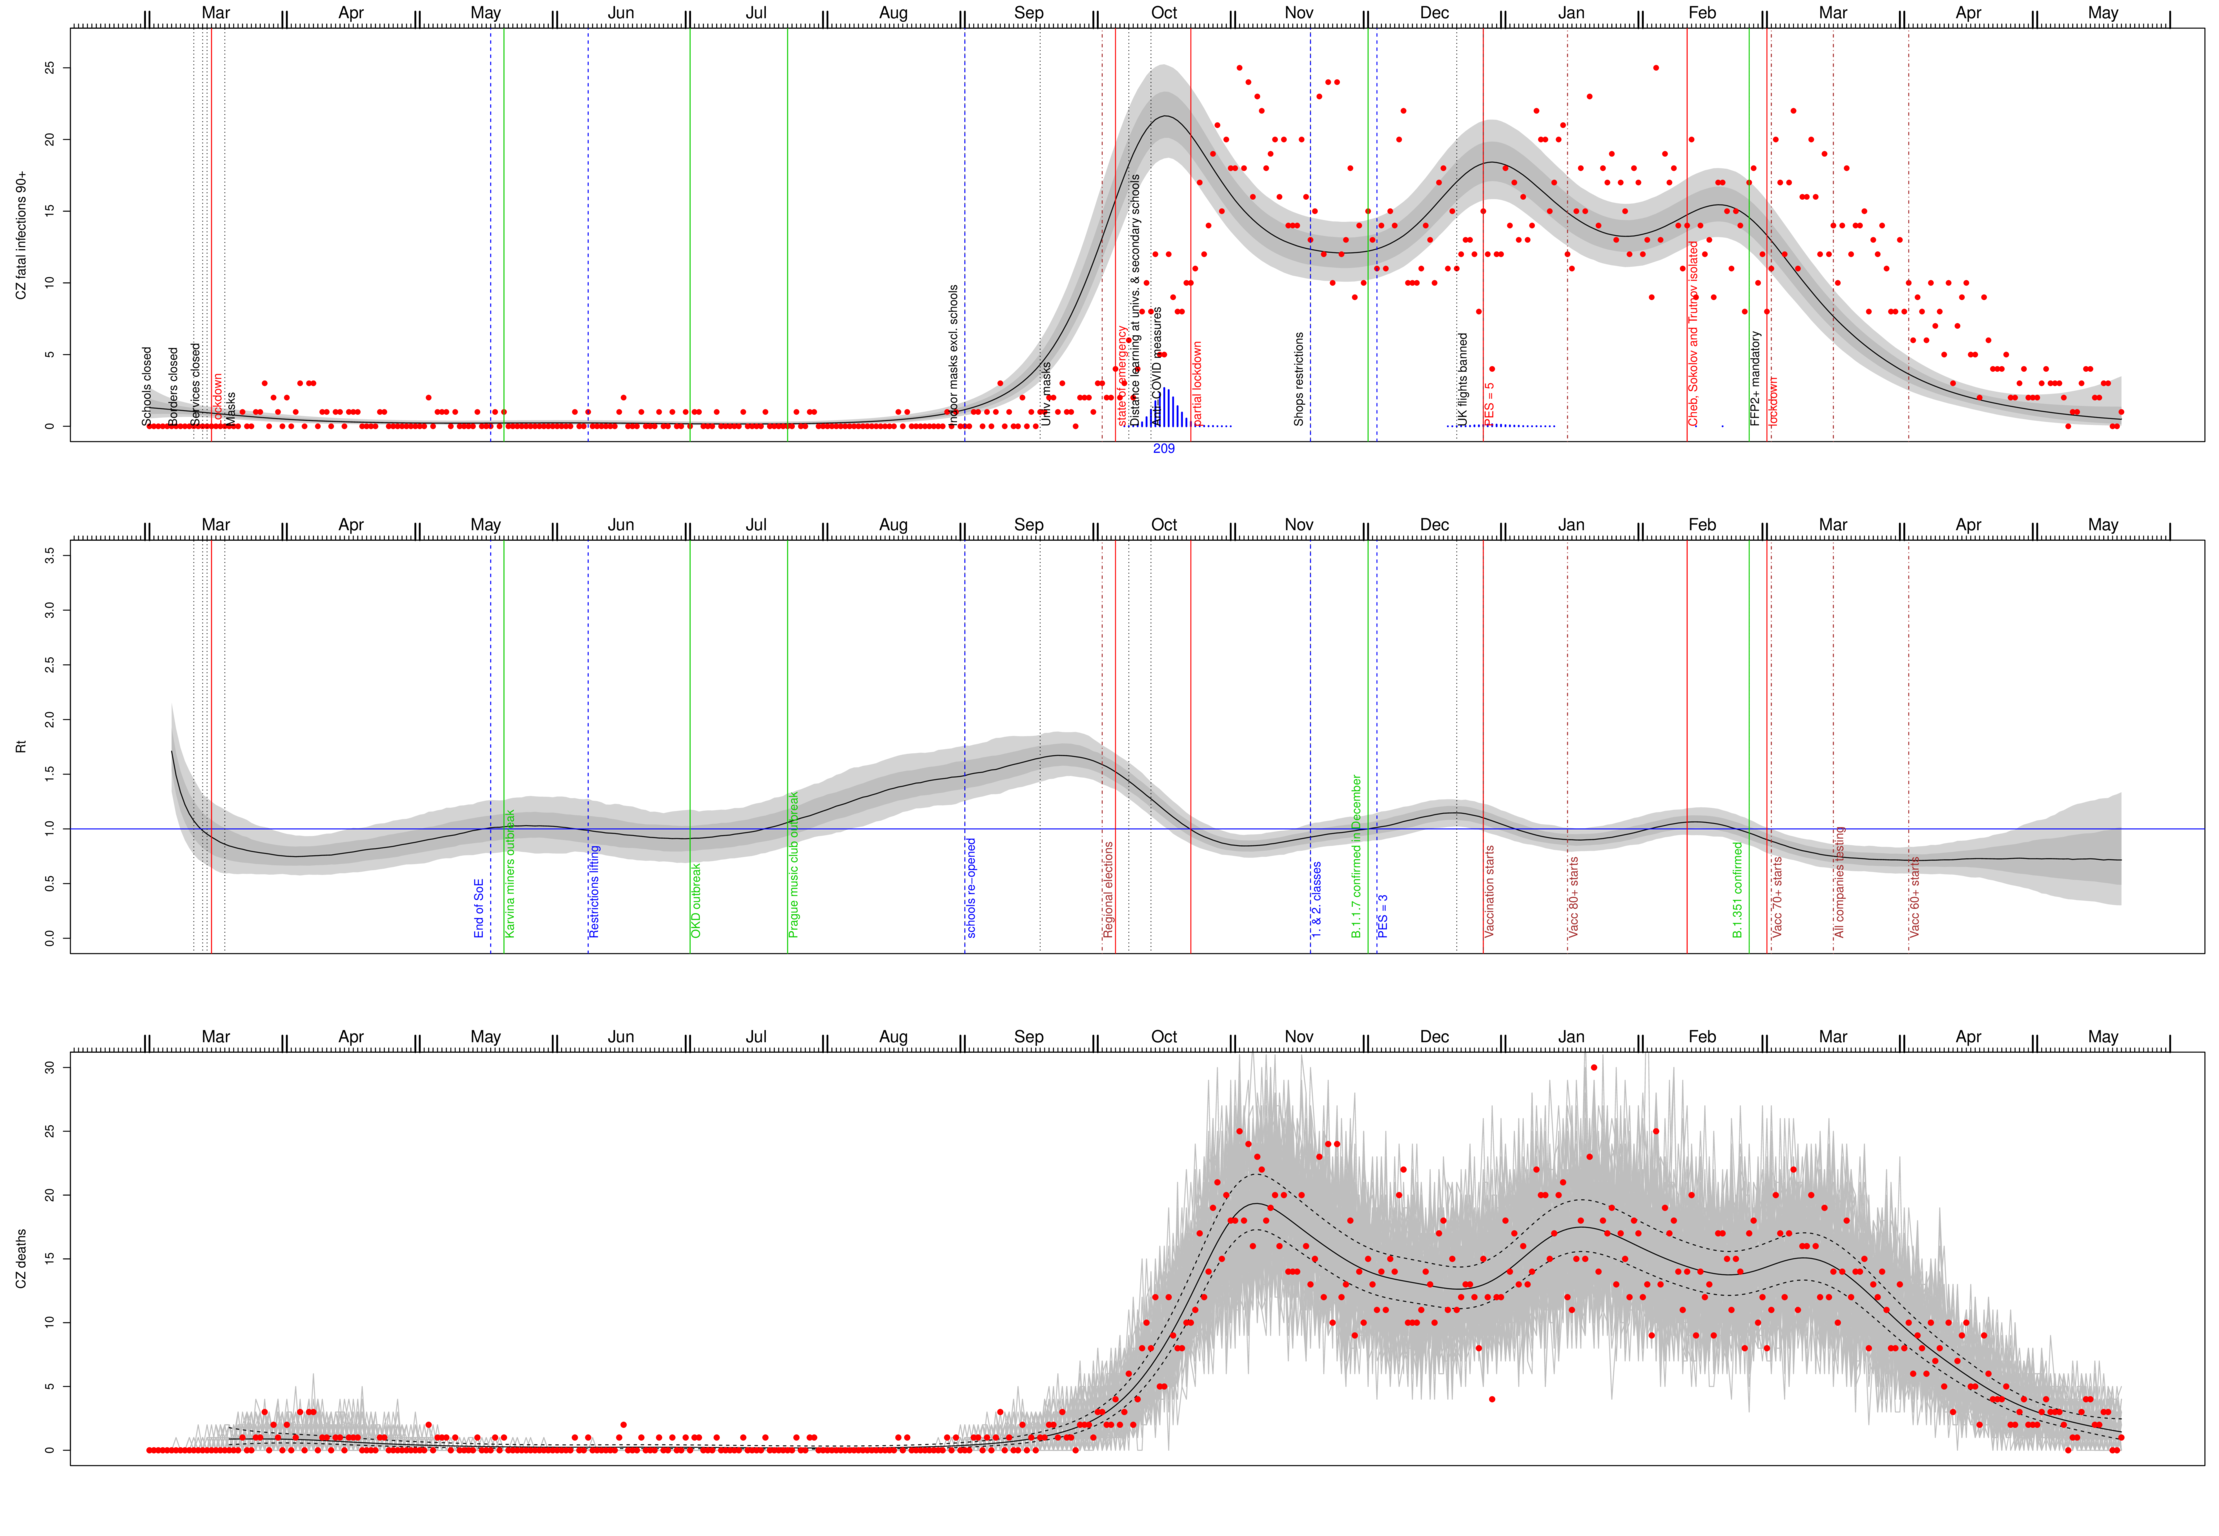 Mar Apr May Jun Jul Aug Sep Oct Nov Dec Jan Feb Mar Apr May
CZ fatal infections 90+
0 5 10 15 20 25
Schools closed
Borders closed
Services closed
lockdown
Masks
Indoor masks excl. schools
Univ. masks
state of emergency
Distance learning at univs. & secondary schools
Anti-COVID measures
partial lockdown
Shops restrictions
UK flights banned
PES = 5
Cheb, Sokolov and Trutnov isolated
FFP2+ mandatory
lockdown
209
Mar Apr May Jun Jul Aug Sep Oct Nov Dec Jan Feb Mar Apr May
Rt
0.0 0.5 1.0 1.5 2.0 2.5 3.0 3.5
End of SoE
Karvina miners outbreak
Restrictions lifting
OKD outbreak
Prague music club outbreak
schools re-opened
Regional elections
1. & 2. classes
B.1.1.7 confirmed in December
PES = 3
Vaccination starts
Vacc 80+ starts
B.1.351 confirmed
Vacc 70+ starts
All companies testing
Vacc 60+ starts
Mar Apr May Jun Jul Aug Sep Oct Nov Dec Jan Feb Mar Apr May
CZ deaths
0 5 10 15 20 25 30